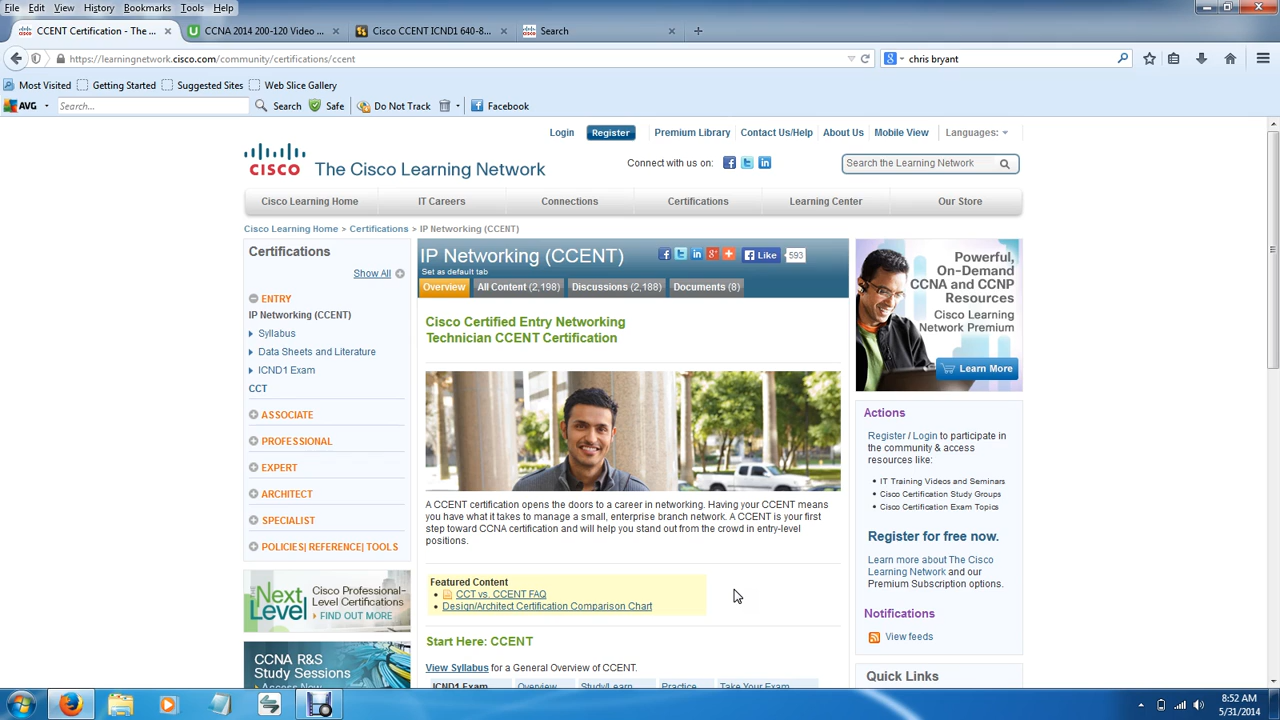 File Edit View History Bookmarks Tools Help
CCENT Certification - The ... × CCNA 2014 200-120 Video ... × Cisco CCENT ICND1 640-8... × Search ×
https://learningnetwork.cisco.com/community/certifications/ccent chris bryant
Most Visited Getting Started Suggested Sites Web Slice Gallery
AVG Search... Search Safe Do Not Track Facebook
Login Register Premium Library Contact Us/Help About Us Mobile View Languages:
CISCO The Cisco Learning Network Connect with us on: Search the Learning Network
Cisco Learning Home IT Careers Connections Certifications Learning Center Our Store
Cisco Learning Home > Certifications > IP Networking (CCENT)
Certifications
Show All
ENTRY
IP Networking (CCENT)
Syllabus
Data Sheets and Literature
ICND1 Exam
CCT
ASSOCIATE
PROFESSIONAL
EXPERT
ARCHITECT
SPECIALIST
POLICIES| REFERENCE| TOOLS
Next Level
Cisco Professional-
Level Certifications
FIND OUT MORE
CCNA R&S
Study Sessions
IP Networking (CCENT) Like 593
Set as default tab
Overview All Content (2,198) Discussions (2,188) Documents (8)
Cisco Certified Entry Networking
Technician CCENT Certification
A CCENT certification opens the doors to a career in networking. Having your CCENT means
you have what it takes to manage a small, enterprise branch network. A CCENT is your first
step toward CCNA certification and will help you stand out from the crowd in entry-level
positions.
Featured Content
• CCT vs. CCENT FAQ
• Design/Architect Certification Comparison Chart
Start Here: CCENT
View Syllabus for a General Overview of CCENT.
ICND1 Exam Overview Study/Learn Practice Take Your Exam
Powerful,
On-Demand
CCNA and CCNP
Resources
Cisco Learning
Network Premium
Learn More
Actions
Register / Login to participate in
the community & access
resources like:
• IT Training Videos and Seminars
• Cisco Certification Study Groups
• Cisco Certification Exam Topics
Register for free now.
Learn more about The Cisco
Learning Network and our
Premium Subscription options.
Notifications
View feeds
Quick Links
8:52 AM
5/31/2014